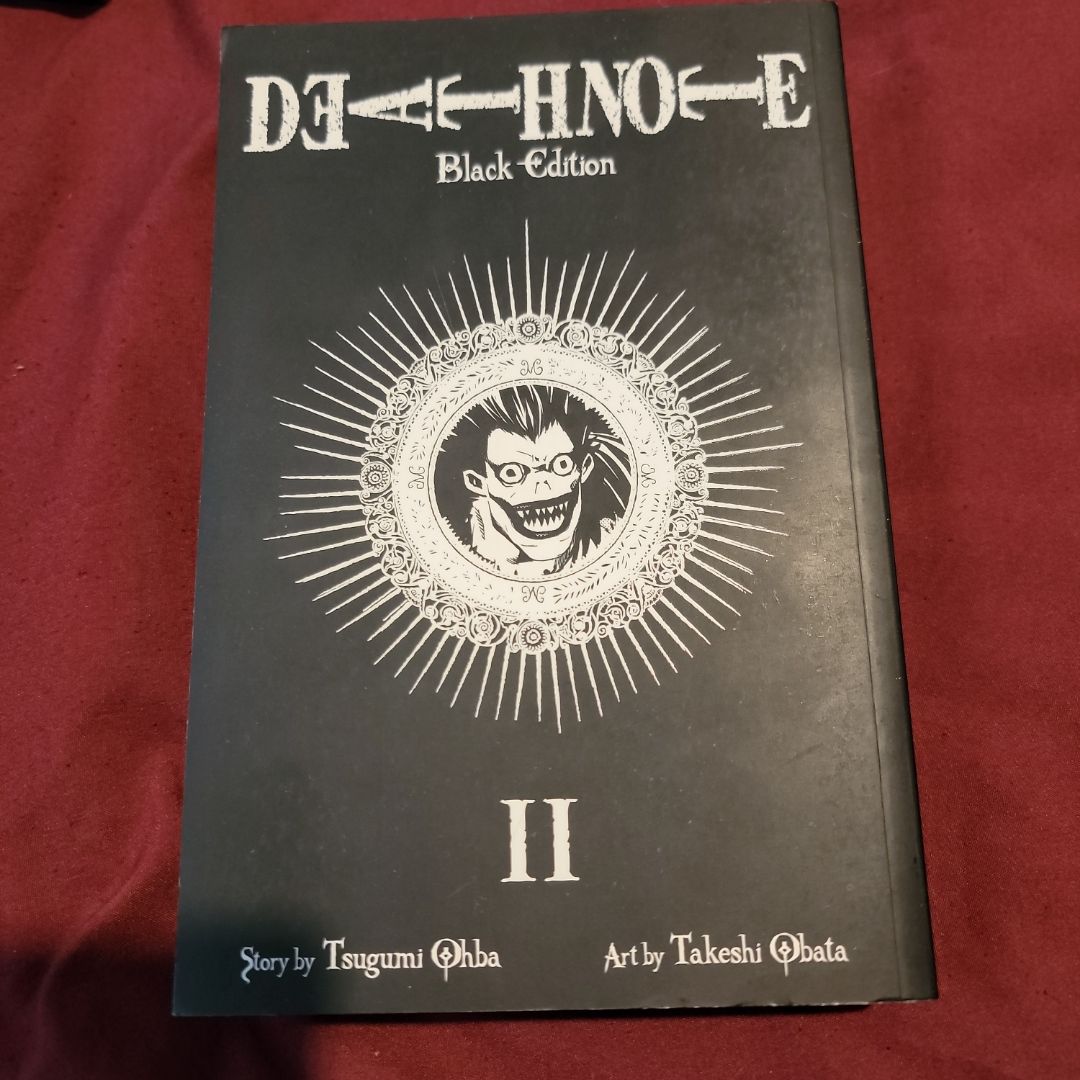 DEATH NOTE
Black Edition
II
Story by Tsugumi Ohba
Art by Takeshi Obata